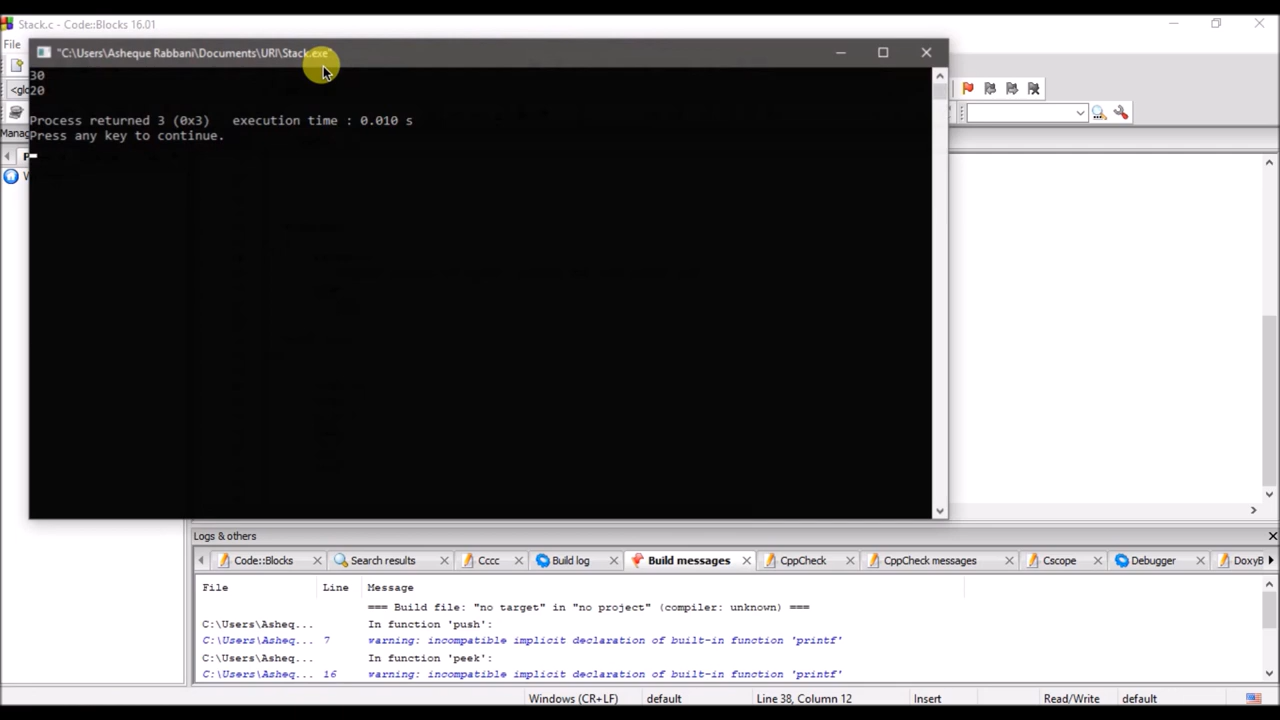 Stack.c - Code::Blocks 16.01
File
"C:\Users\Asheque Rabbani\Documents\URI\Stack.exe"
30
20
<glo
Process returned 3 (0x3)   execution time : 0.010 s
Mana
Press any key to continue.
P
W
Logs & others
Code::Blocks
Search results
Cccc
Build log
Build messages
CppCheck
CppCheck messages
Cscope
Debugger
DoxyB
File Line Message
=== Build file: "no target" in "no project" (compiler: unknown) ===
C:\Users\Asheq... In function 'push':
C:\Users\Asheq... 7 warning: incompatible implicit declaration of built-in function 'printf'
C:\Users\Asheq... In function 'peek':
C:\Users\Asheq... 16 warning: incompatible implicit declaration of built-in function 'printf'
Windows (CR+LF) default Line 38, Column 12 Insert Read/Write default